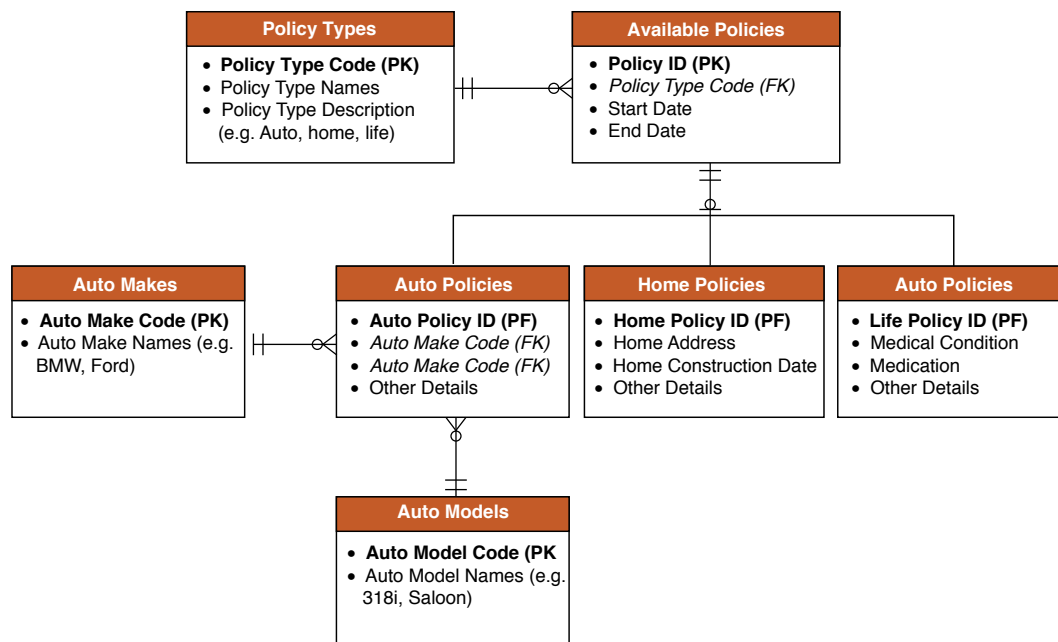 Policy Types
• Policy Type Code (PK)
• Policy Type Names
• Policy Type Description
(e.g. Auto, home, life)
Available Policies
• Policy ID (PK)
• Policy Type Code (FK)
• Start Date
• End Date
Auto Makes
• Auto Make Code (PK)
• Auto Make Names (e.g.
BMW, Ford)
Auto Policies
• Auto Policy ID (PF)
• Auto Make Code (FK)
• Auto Make Code (FK)
• Other Details
Home Policies
• Home Policy ID (PF)
• Home Address
• Home Construction Date
• Other Details
Auto Policies
• Life Policy ID (PF)
• Medical Condition
• Medication
• Other Details
Auto Models
• Auto Model Code (PK
• Auto Model Names (e.g.
318i, Saloon)